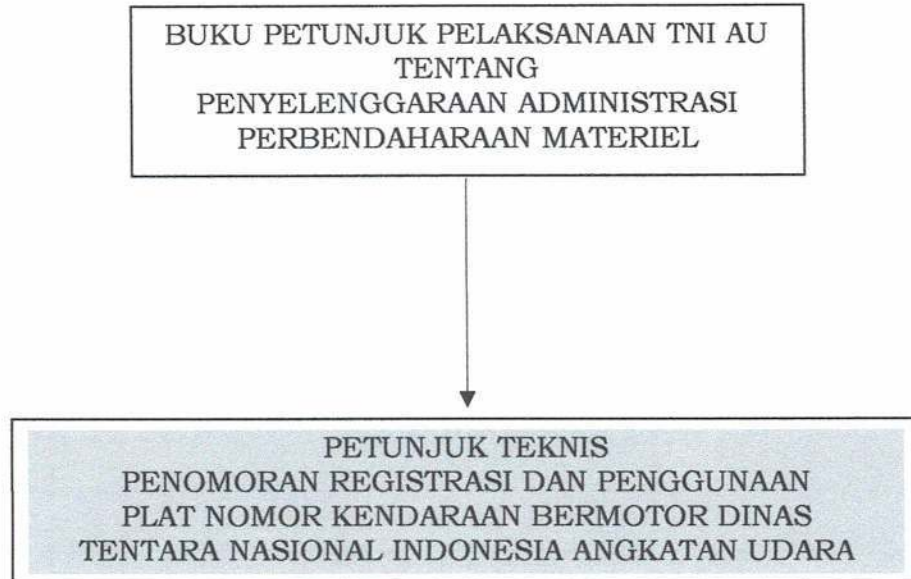 BUKU PETUNJUK PELAKSANAAN TNI AU
TENTANG
PENYELENGGARAAN ADMINISTRASI
PERBENDAHARAAN MATERIEL
PETUNJUK TEKNIS
PENOMORAN REGISTRASI DAN PENGGUNAAN
PLAT NOMOR KENDARAAN BERMOTOR DINAS
TENTARA NASIONAL INDONESIA ANGKATAN UDARA